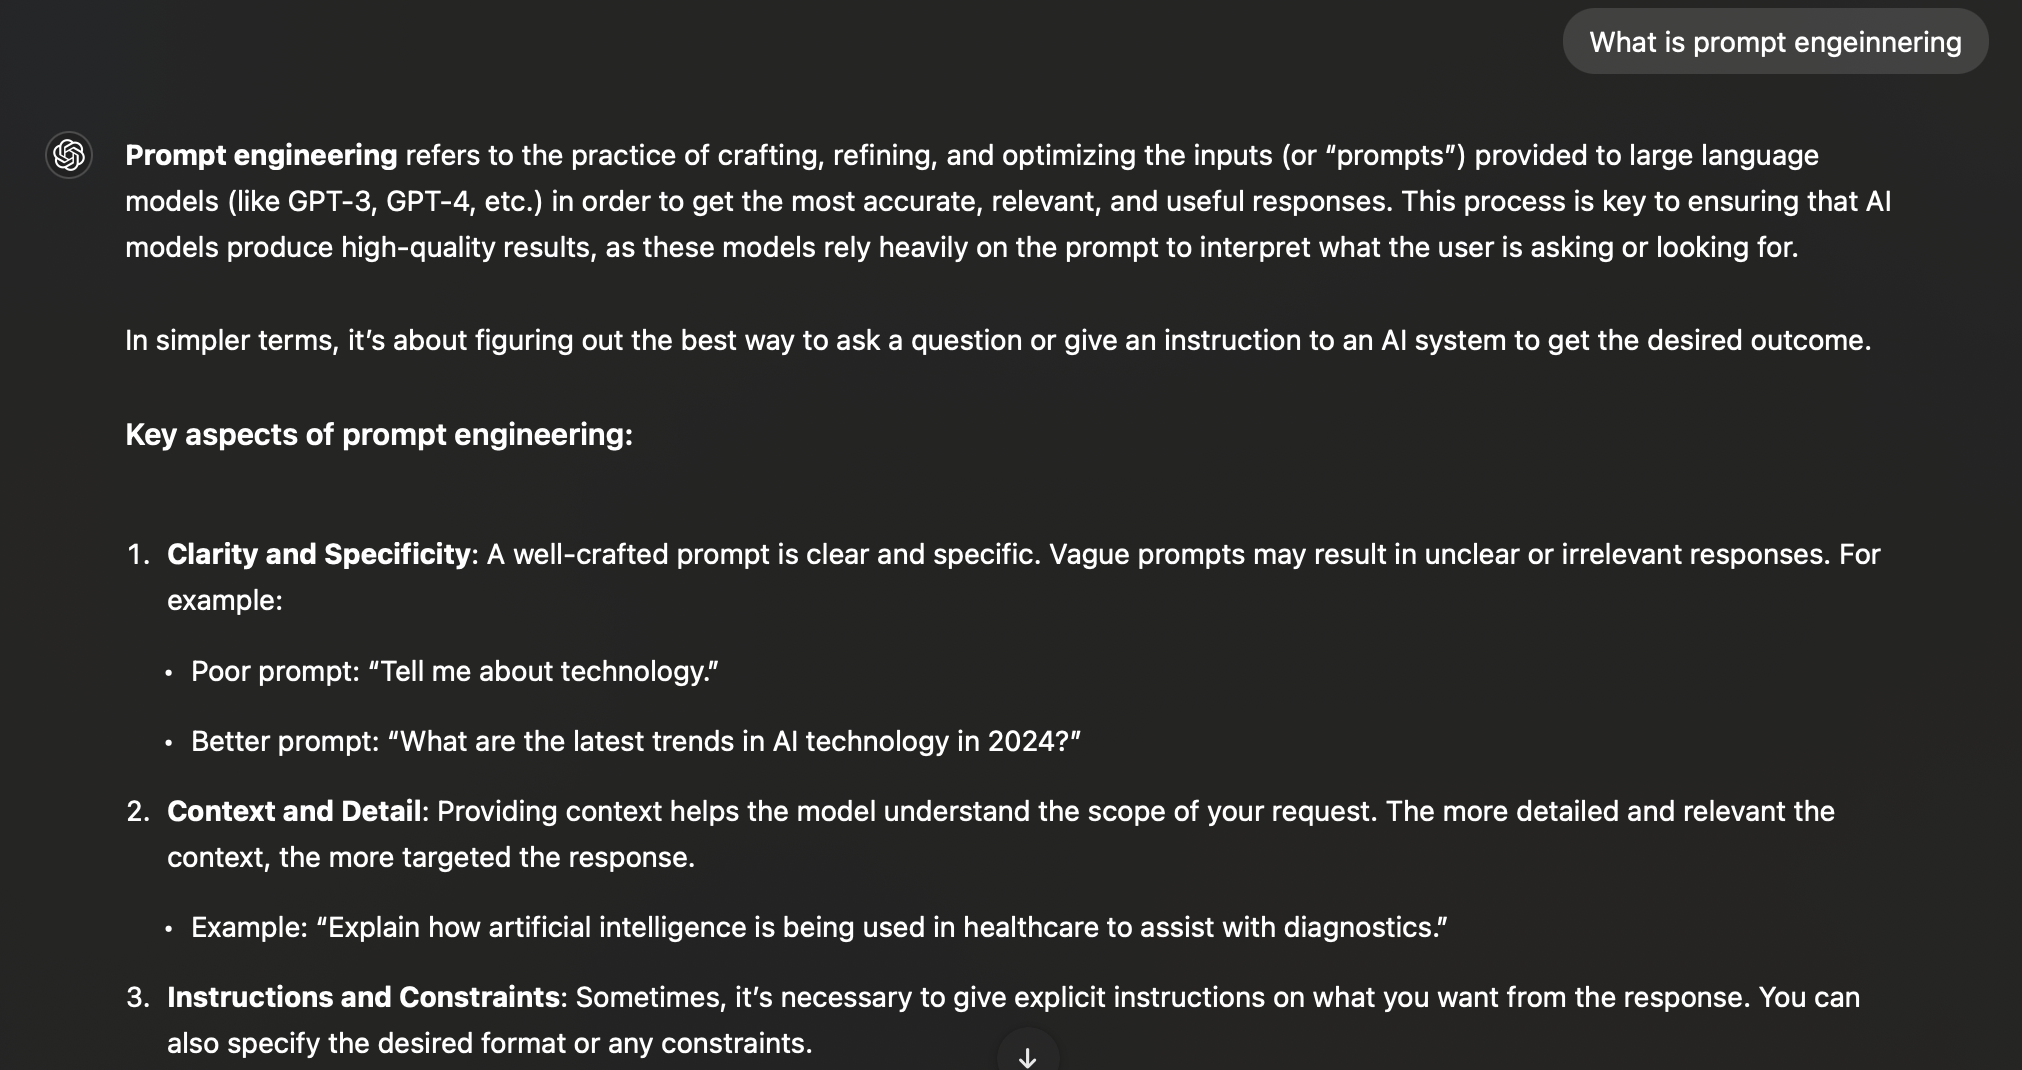 What is prompt engeinnering
Prompt engineering refers to the practice of crafting, refining, and optimizing the inputs (or “prompts”) provided to large language
models (like GPT-3, GPT-4, etc.) in order to get the most accurate, relevant, and useful responses. This process is key to ensuring that AI
models produce high-quality results, as these models rely heavily on the prompt to interpret what the user is asking or looking for.
In simpler terms, it’s about figuring out the best way to ask a question or give an instruction to an AI system to get the desired outcome.
Key aspects of prompt engineering:
1. Clarity and Specificity: A well-crafted prompt is clear and specific. Vague prompts may result in unclear or irrelevant responses. For
example:
• Poor prompt: “Tell me about technology.”
• Better prompt: “What are the latest trends in AI technology in 2024?”
2. Context and Detail: Providing context helps the model understand the scope of your request. The more detailed and relevant the
context, the more targeted the response.
• Example: “Explain how artificial intelligence is being used in healthcare to assist with diagnostics.”
3. Instructions and Constraints: Sometimes, it’s necessary to give explicit instructions on what you want from the response. You can
also specify the desired format or any constraints.